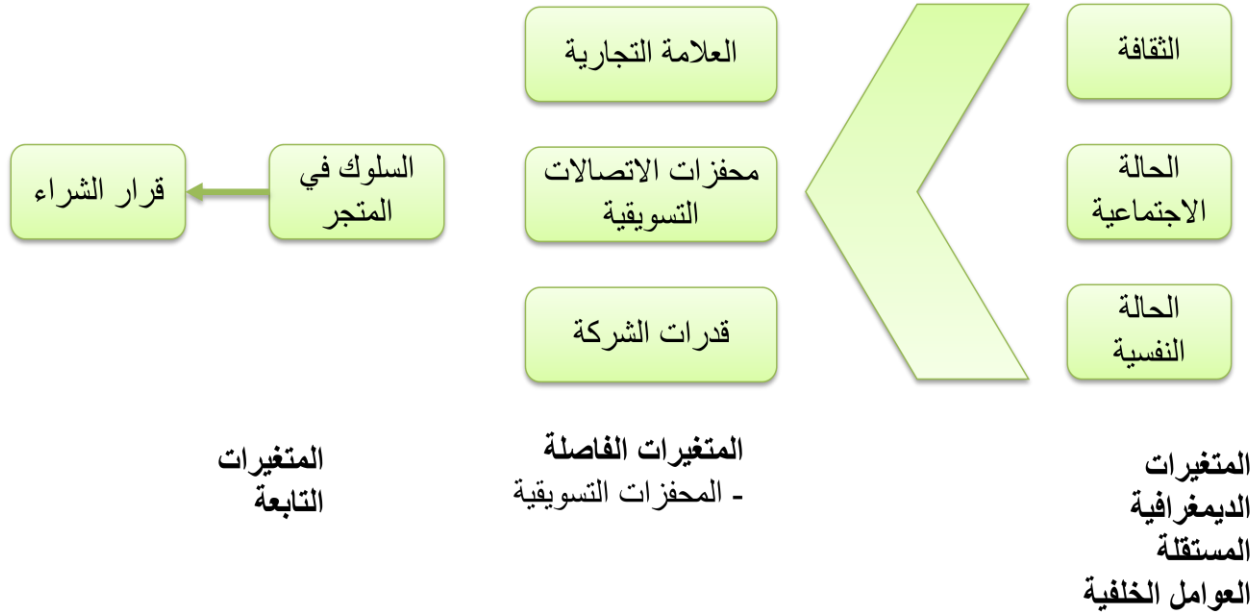 الثقافة
الحالة
الاجتماعية
الحالة
النفسية
العلامة التجارية
محفزات الاتصالات
التسويقية
قدرات الشركة
السلوك في
المتجر
قرار الشراء
المتغيرات
الديمغرافية
المستقلة
العوامل الخلفية
المتغيرات الفاصلة
- المحفزات التسويقية
المتغيرات
التابعة